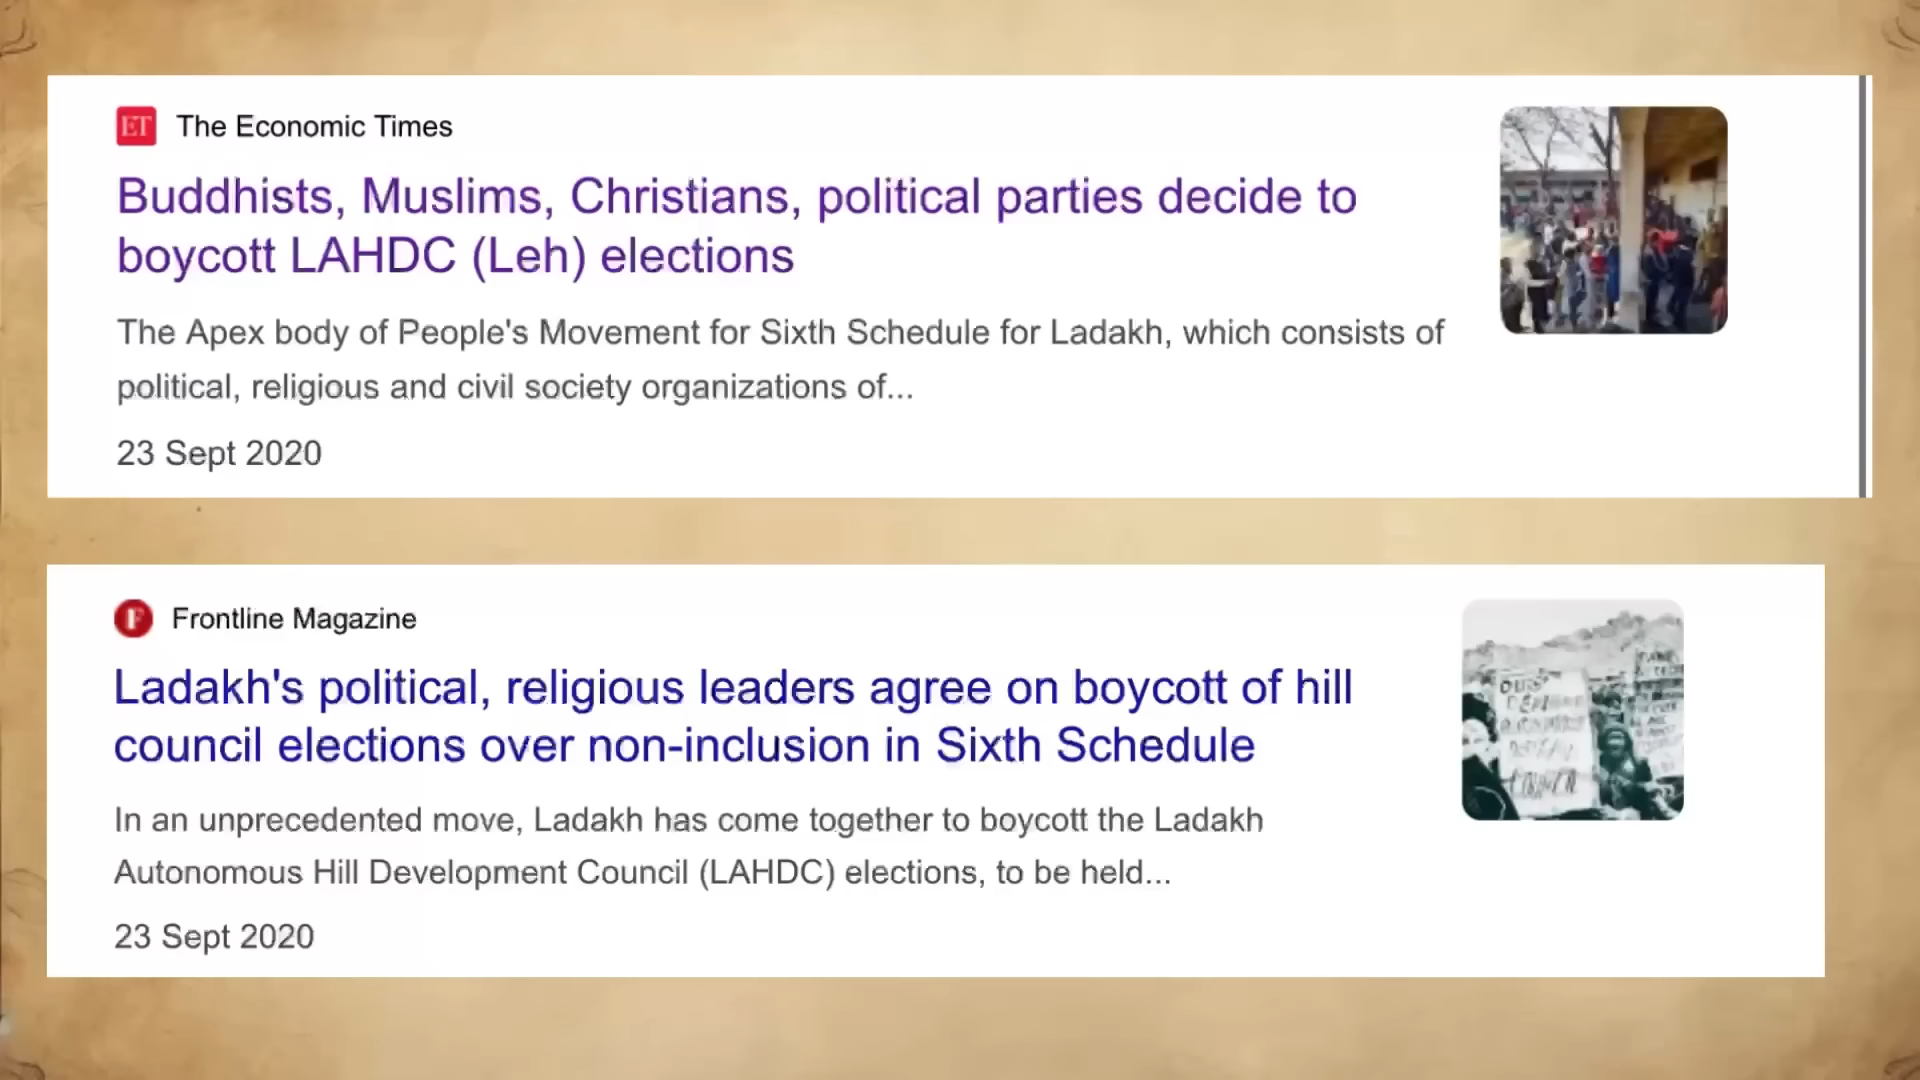 ET The Economic Times
Buddhists, Muslims, Christians, political parties decide to
boycott LAHDC (Leh) elections
The Apex body of People's Movement for Sixth Schedule for Ladakh, which consists of
political, religious and civil society organizations of...
23 Sept 2020
F Frontline Magazine
Ladakh's political, religious leaders agree on boycott of hill
council elections over non-inclusion in Sixth Schedule
In an unprecedented move, Ladakh has come together to boycott the Ladakh
Autonomous Hill Development Council (LAHDC) elections, to be held...
23 Sept 2020